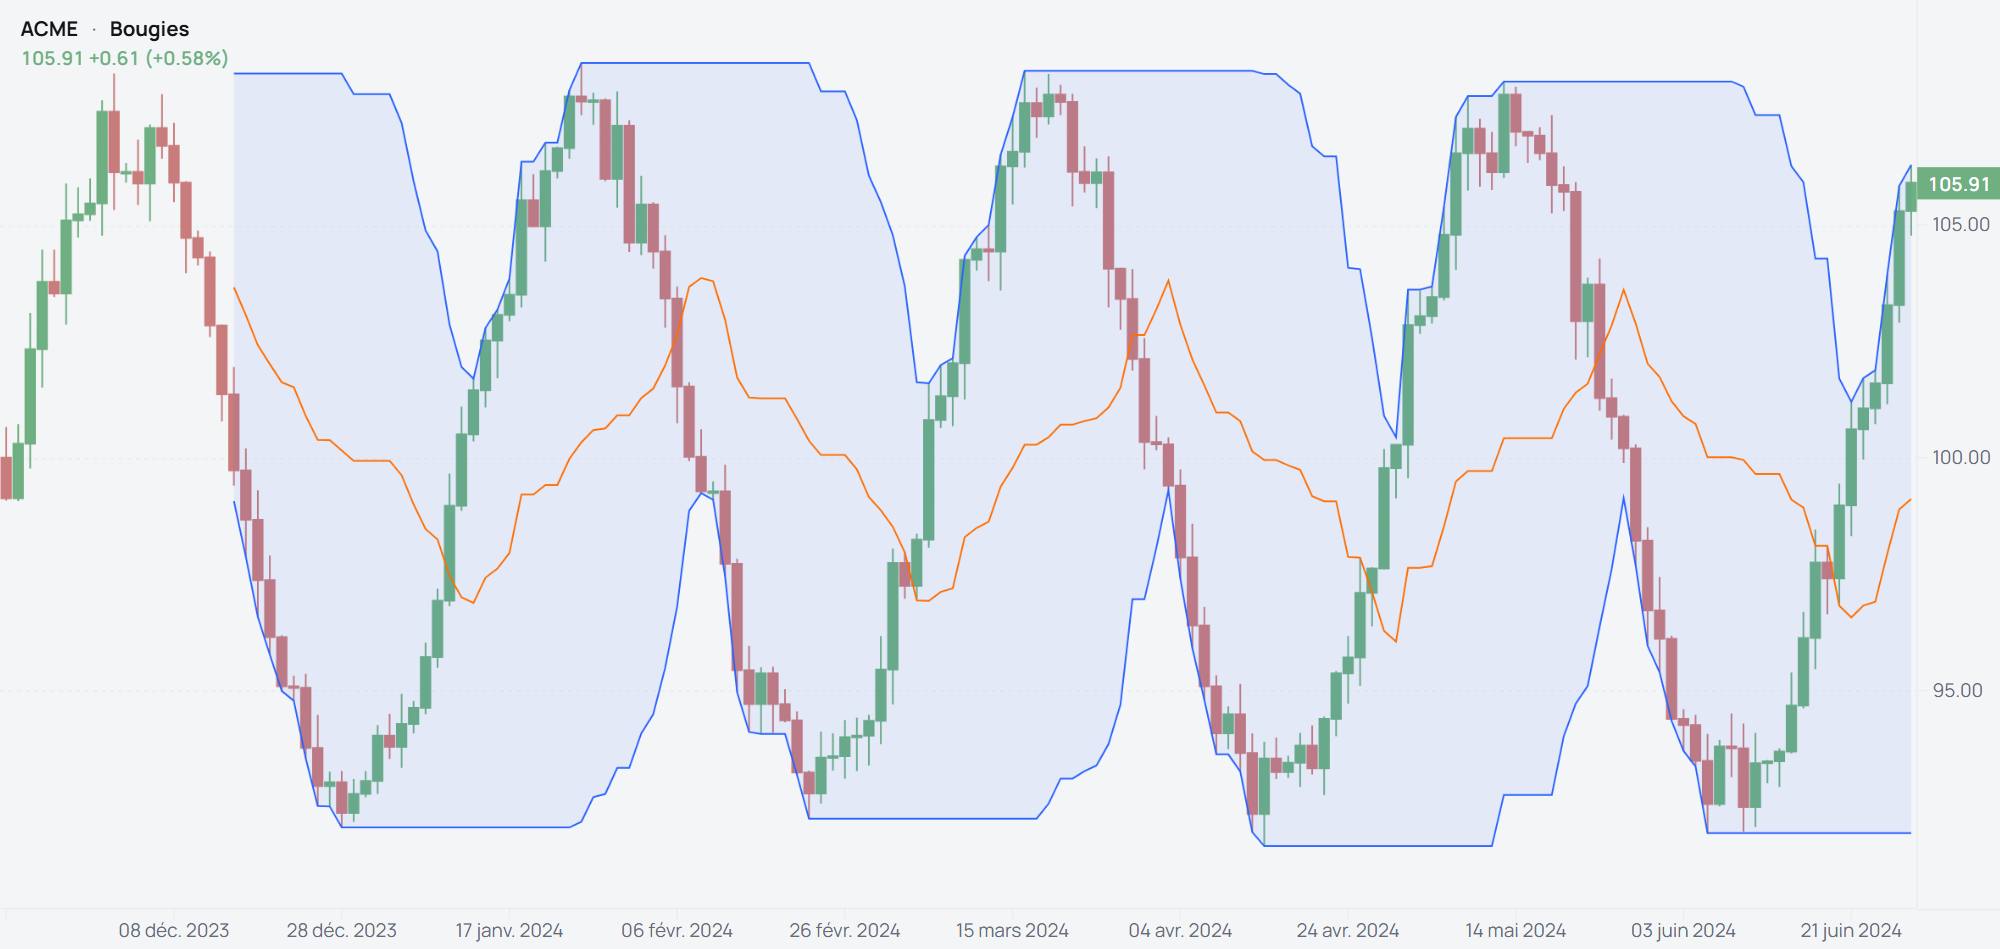 ACME · Bougies
105.91 +0.61 (+0.58%)
105.91
105.00
100.00
95.00
08 déc. 2023
28 déc. 2023
17 janv. 2024
06 févr. 2024
26 févr. 2024
15 mars 2024
04 avr. 2024
24 avr. 2024
14 mai 2024
03 juin 2024
21 juin 2024